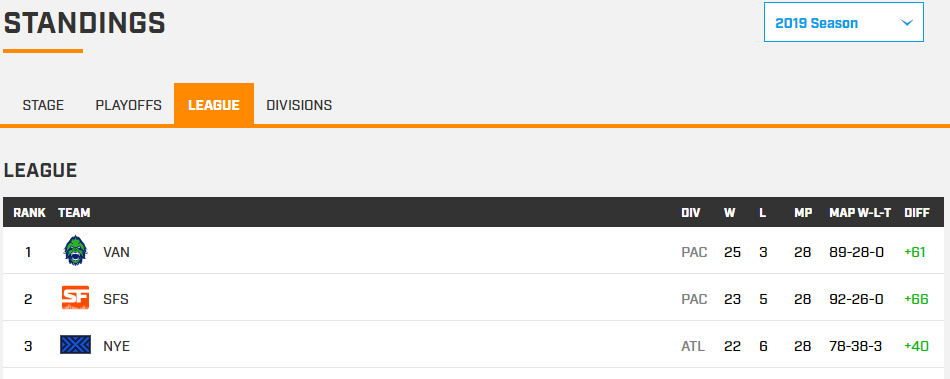 STANDINGS
2019 Season
STAGE PLAYOFFS LEAGUE DIVISIONS
LEAGUE
RANK TEAM DIV W L MP MAP W-L-T DIFF
1 VAN PAC 25 3 28 89-28-0 +61
2 SF SFS PAC 23 5 28 92-26-0 +66
3 NYE ATL 22 6 28 78-38-3 +40